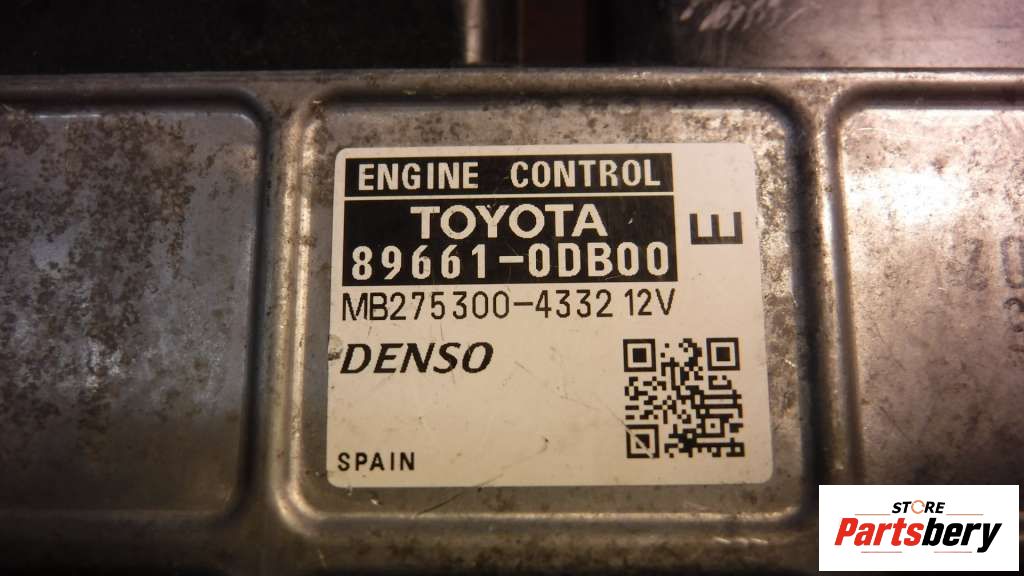 ENGINE CONTROL
TOYOTA
89661-0DB00
E
MB275300-4332 12V
DENSO
SPAIN
STORE
Partsbery